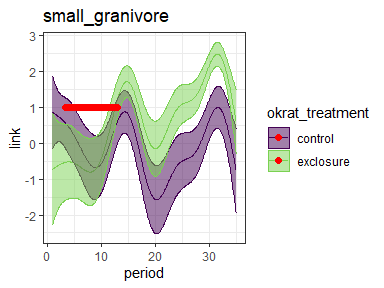 small_granivore
3
2
1
0
-1
-2
link
0
10
20
30
period
okrat_treatment
control
exclosure